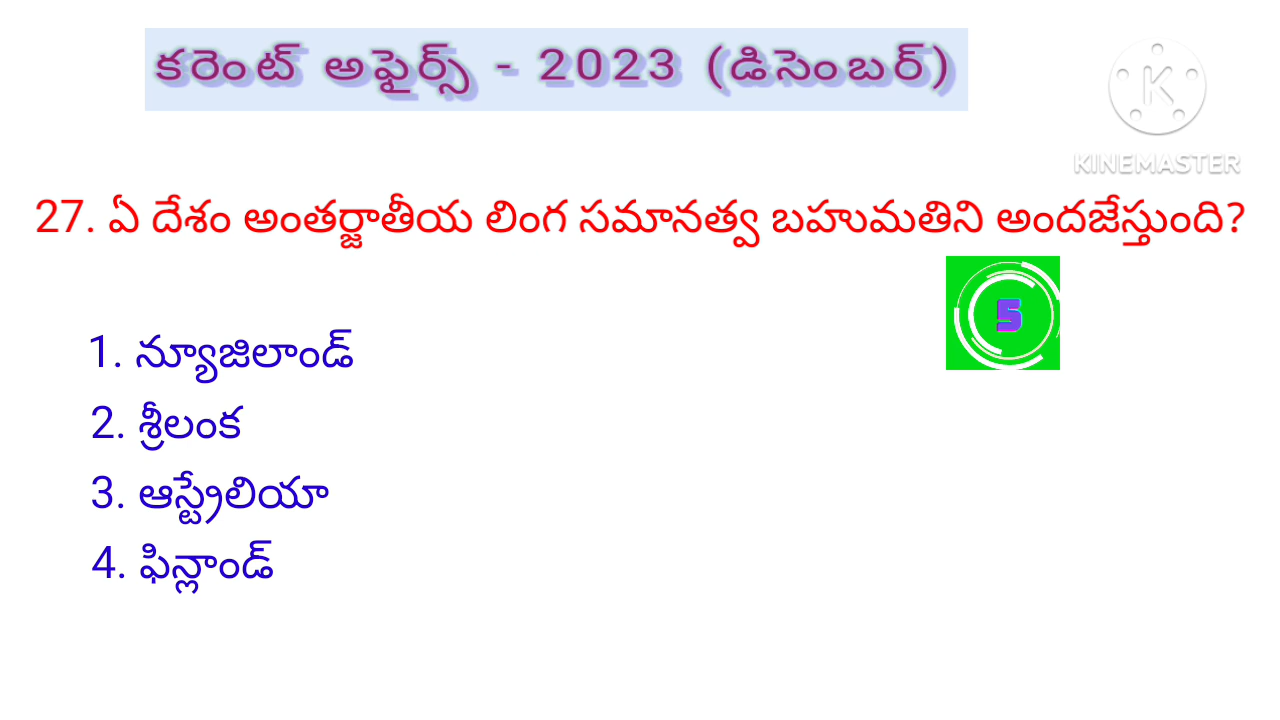 కరెంట్ అఫైర్స్ - 2023 (డిసెంబర్)
K
KINEMASTER
27. ఏ దేశం అంతర్జాతీయ లింగ సమానత్వ బహుమతిని అందజేస్తుంది?
5
1. న్యూజిలాండ్
2. శ్రీలంక
3. ఆస్ట్రేలియా
4. ఫిన్లాండ్